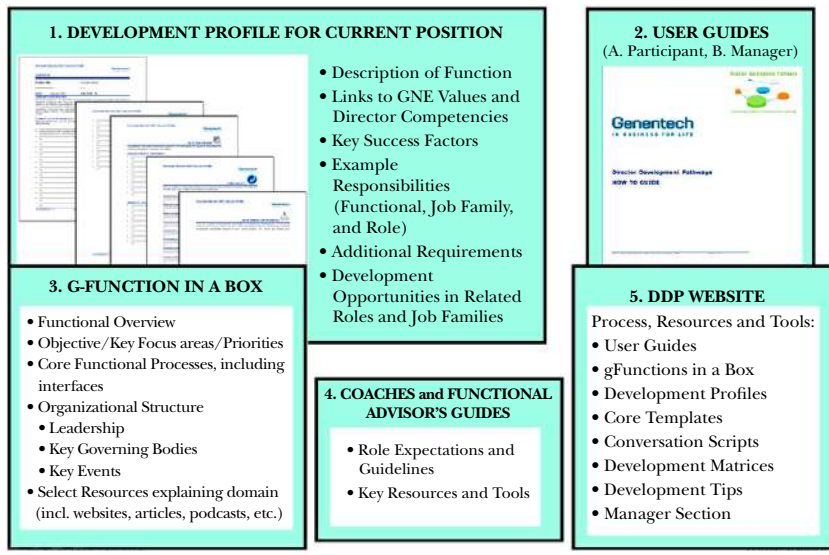 1. DEVELOPMENT PROFILE FOR CURRENT POSITION
Genentech
Genentech
Genentech
• Description of Function
• Links to GNE Values and
Director Competencies
• Key Success Factors
• Example
Responsibilities
(Functional, Job Family,
and Role)
• Additional Requirements
• Development
Opportunities in Related
Roles and Job Families
2. USER GUIDES
(A. Participant, B. Manager)
Genentech
IN BUSINESS FOR LIFE
Director Development Pathways
HOW TO GUIDE
3. G-FUNCTION IN A BOX
• Functional Overview
• Objective/Key Focus areas/Priorities
• Core Functional Processes, including
interfaces
• Organizational Structure
• Leadership
• Key Governing Bodies
• Key Events
• Select Resources explaining domain
(incl. websites, articles, podcasts, etc.)
4. COACHES and FUNCTIONAL
ADVISOR'S GUIDES
• Role Expectations and
Guidelines
• Key Resources and Tools
5. DDP WEBSITE
Process, Resources and Tools:
• User Guides
• gFunctions in a Box
• Development Profiles
• Core Templates
• Conversation Scripts
• Development Matrices
• Development Tips
• Manager Section